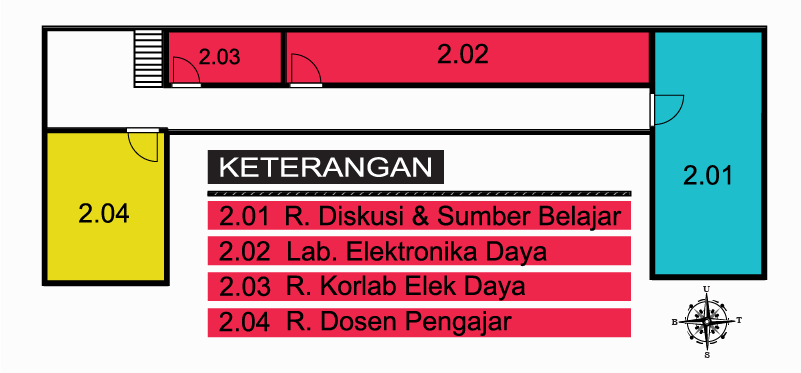 2.03
2.02
2.01
2.04
KETERANGAN
2.01 R. Diskusi & Sumber Belajar
2.02 Lab. Elektronika Daya
2.03 R. Korlab Elek Daya
2.04 R. Dosen Pengajar
U
B T
S